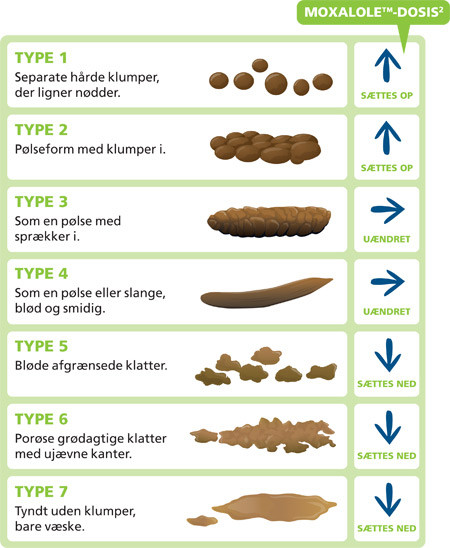 MOXALOLE™-DOSIS²
TYPE 1
Separate hårde klumper,
der ligner nødder.
SÆTTES OP
TYPE 2
Pølseform med klumper i.
SÆTTES OP
TYPE 3
Som en pølse med
sprækker i.
UÆNDRET
TYPE 4
Som en pølse eller slange,
blød og smidig.
UÆNDRET
TYPE 5
Bløde afgrænsede klatter.
SÆTTES NED
TYPE 6
Porøse grødagtige klatter
med ujævne kanter.
SÆTTES NED
TYPE 7
Tyndt uden klumper,
bare væske.
SÆTTES NED